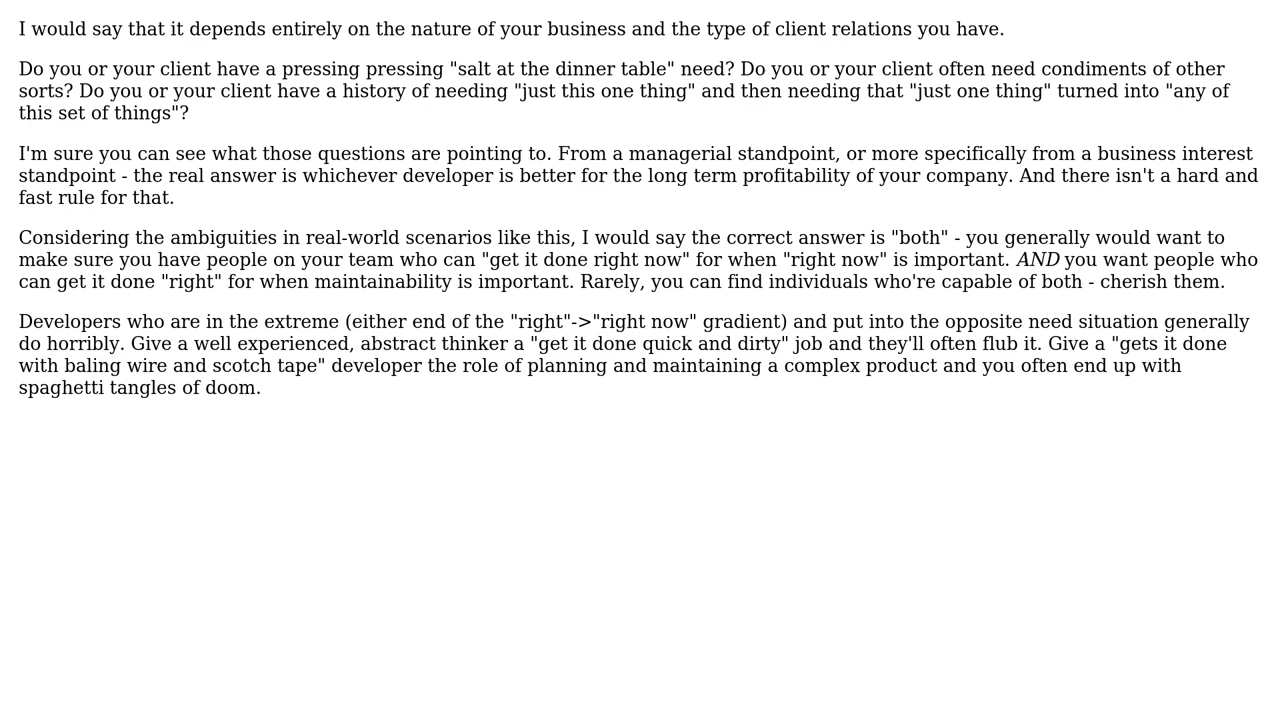 I would say that it depends entirely on the nature of your business and the type of client relations you have.
Do you or your client have a pressing pressing "salt at the dinner table" need? Do you or your client often need condiments of other
sorts? Do you or your client have a history of needing "just this one thing" and then needing that "just one thing" turned into "any of
this set of things"?
I'm sure you can see what those questions are pointing to. From a managerial standpoint, or more specifically from a business interest
standpoint - the real answer is whichever developer is better for the long term profitability of your company. And there isn't a hard and
fast rule for that.
Considering the ambiguities in real-world scenarios like this, I would say the correct answer is "both" - you generally would want to
make sure you have people on your team who can "get it done right now" for when "right now" is important. AND you want people who
can get it done "right" for when maintainability is important. Rarely, you can find individuals who're capable of both - cherish them.
Developers who are in the extreme (either end of the "right"->"right now" gradient) and put into the opposite need situation generally
do horribly. Give a well experienced, abstract thinker a "get it done quick and dirty" job and they'll often flub it. Give a "gets it done
with baling wire and scotch tape" developer the role of planning and maintaining a complex product and you often end up with
spaghetti tangles of doom.